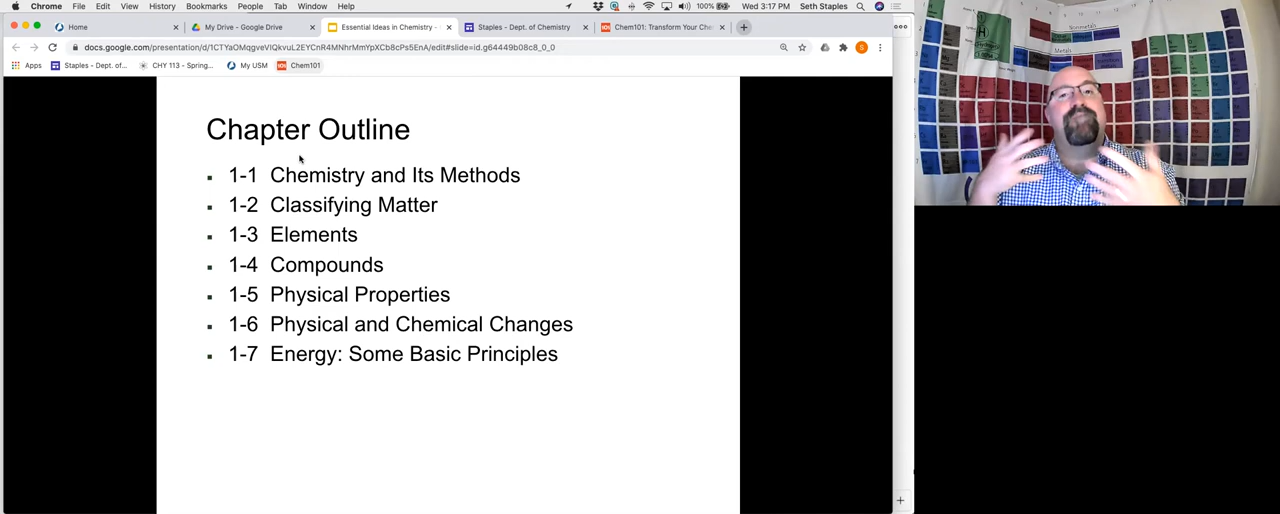 Chrome File Edit View History Bookmarks People Tab Window Help 100% Wed 3:17 PM Seth Staples
Home
My Drive - Google Drive
Essential Ideas in Chemistry -
Staples - Dept. of Chemistry
Chem101: Transform Your Che
docs.google.com/presentation/d/1CTYaOMqgveVIQkvuL2EYCnR4MNhrMmYpXCb8cPs5EnA/edit#slide=id.g64449b08c8_0_0
Apps Staples - Dept. of... CHY 113 - Spring... My USM Chem101
Chapter Outline
1-1 Chemistry and Its Methods
1-2 Classifying Matter
1-3 Elements
1-4 Compounds
1-5 Physical Properties
1-6 Physical and Chemical Changes
1-7 Energy: Some Basic Principles
Nonmetals
Metals
H